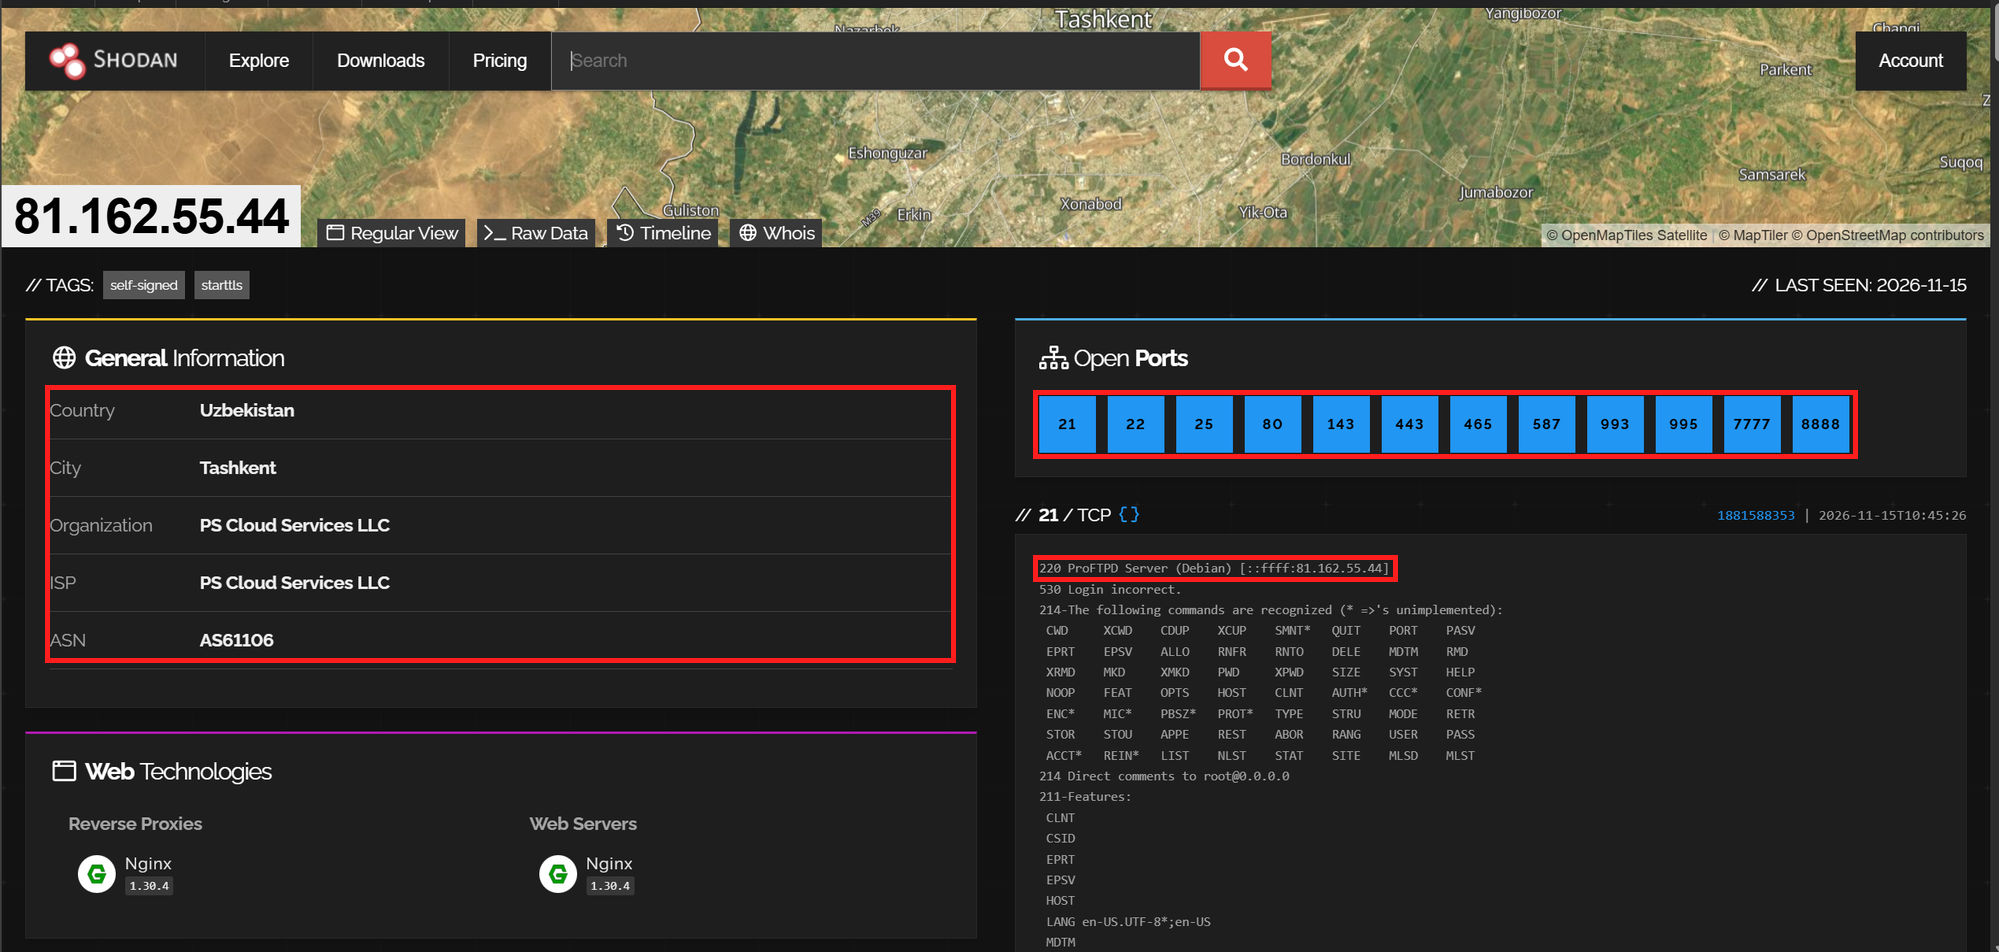 Tashkent
Nazarbek
Yangibozor
Changi
SHODAN
Explore
Downloads
Pricing
Search
Account
Parkent
Eshonguzar
Bordonkul
Suqoq
Samsarek
Jumabozor
Xonabod
Guliston
M39
Erkin
Yik-Ota
81.162.55.44
Regular View
>_ Raw Data
Timeline
Whois
© OpenMapTiles Satellite | © MapTiler © OpenStreetMap contributors
// TAGS: self-signed starttls
// LAST SEEN: 2026-11-15
General Information
Country Uzbekistan
City Tashkent
Organization PS Cloud Services LLC
ISP PS Cloud Services LLC
ASN AS61106
Web Technologies
Reverse Proxies
Nginx
1.30.4
Web Servers
Nginx
1.30.4
Open Ports
21 22 25 80 143 443 465 587 993 995 7777 8888
// 21 / TCP {}
1881588353 | 2026-11-15T10:45:26
220 ProFTPD Server (Debian) [::ffff:81.162.55.44]
530 Login incorrect.
214-The following commands are recognized (* =>'s unimplemented):
CWD XCWD CDUP XCUP SMNT* QUIT PORT PASV
EPRT EPSV ALLO RNFR RNTO DELE MDTM RMD
XRMD MKD XMKD PWD XPWD SIZE SYST HELP
NOOP FEAT OPTS HOST CLNT AUTH* CCC* CONF*
ENC* MIC* PBSZ* PROT* TYPE STRU MODE RETR
STOR STOU APPE REST ABOR RANG USER PASS
ACCT* REIN* LIST NLST STAT SITE MLSD MLST
214 Direct comments to root@0.0.0.0
211-Features:
CLNT
CSID
EPRT
EPSV
HOST
LANG en-US.UTF-8*;en-US
MDTM